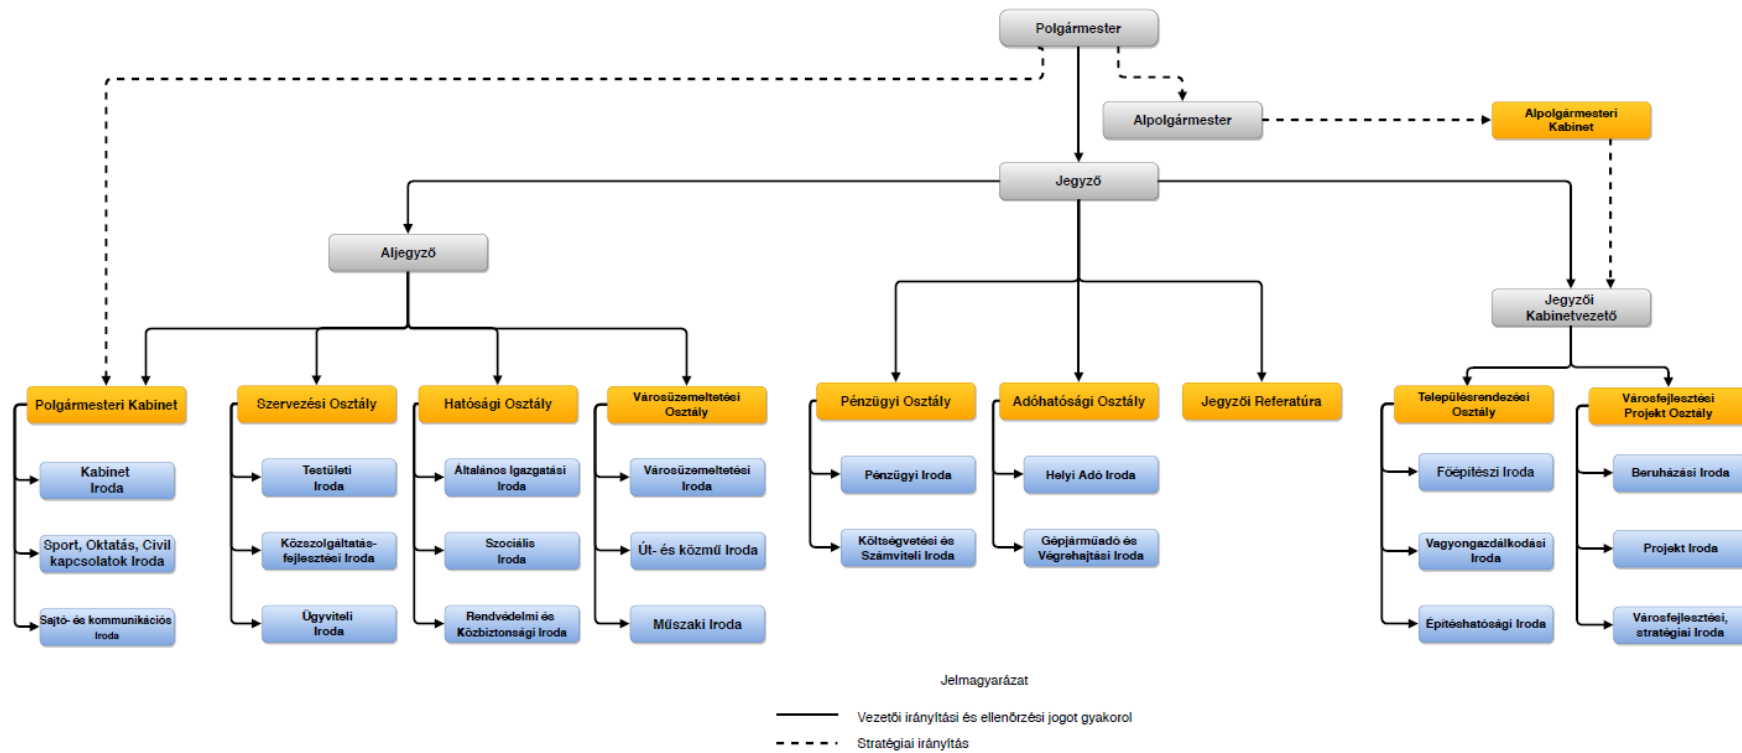 Polgármester
Alpolgármester
Alpolgármesteri
Kabinet
Jegyző
Aljegyző
Jegyzői
Kabinetvezető
Polgármesteri Kabinet
Szervezési Osztály
Hatósági Osztály
Városüzemeltetési
Osztály
Pénzügyi Osztály
Adóhatósági Osztály
Jegyzői Referatúra
Településrendezési
Osztály
Városfejlesztési
Projekt Osztály
Kabinet
Iroda
Sport, Oktatás, Civil
kapcsolatok Iroda
Sajtó- és kommunikációs
Iroda
Testületi
Iroda
Közszolgáltatás-
fejlesztési Iroda
Ügyviteli
Iroda
Általános Igazgatási
Iroda
Szociális
Iroda
Rendvédelmi és
Közbiztonsági Iroda
Városüzemeltetési
Iroda
Út- és közmű Iroda
Műszaki Iroda
Pénzügyi Iroda
Költségvetési és
Számviteli Iroda
Helyi Adó Iroda
Gépjárműadó és
Végrehajtási Iroda
Főépítészi Iroda
Vagyongazdálkodási
Iroda
Építéshatósági Iroda
Beruházási Iroda
Projekt Iroda
Városfejlesztési,
stratégiai Iroda
Jelmagyarázat
Vezetői irányítási és ellenőrzési jogot gyakorol
Stratégiai irányítás